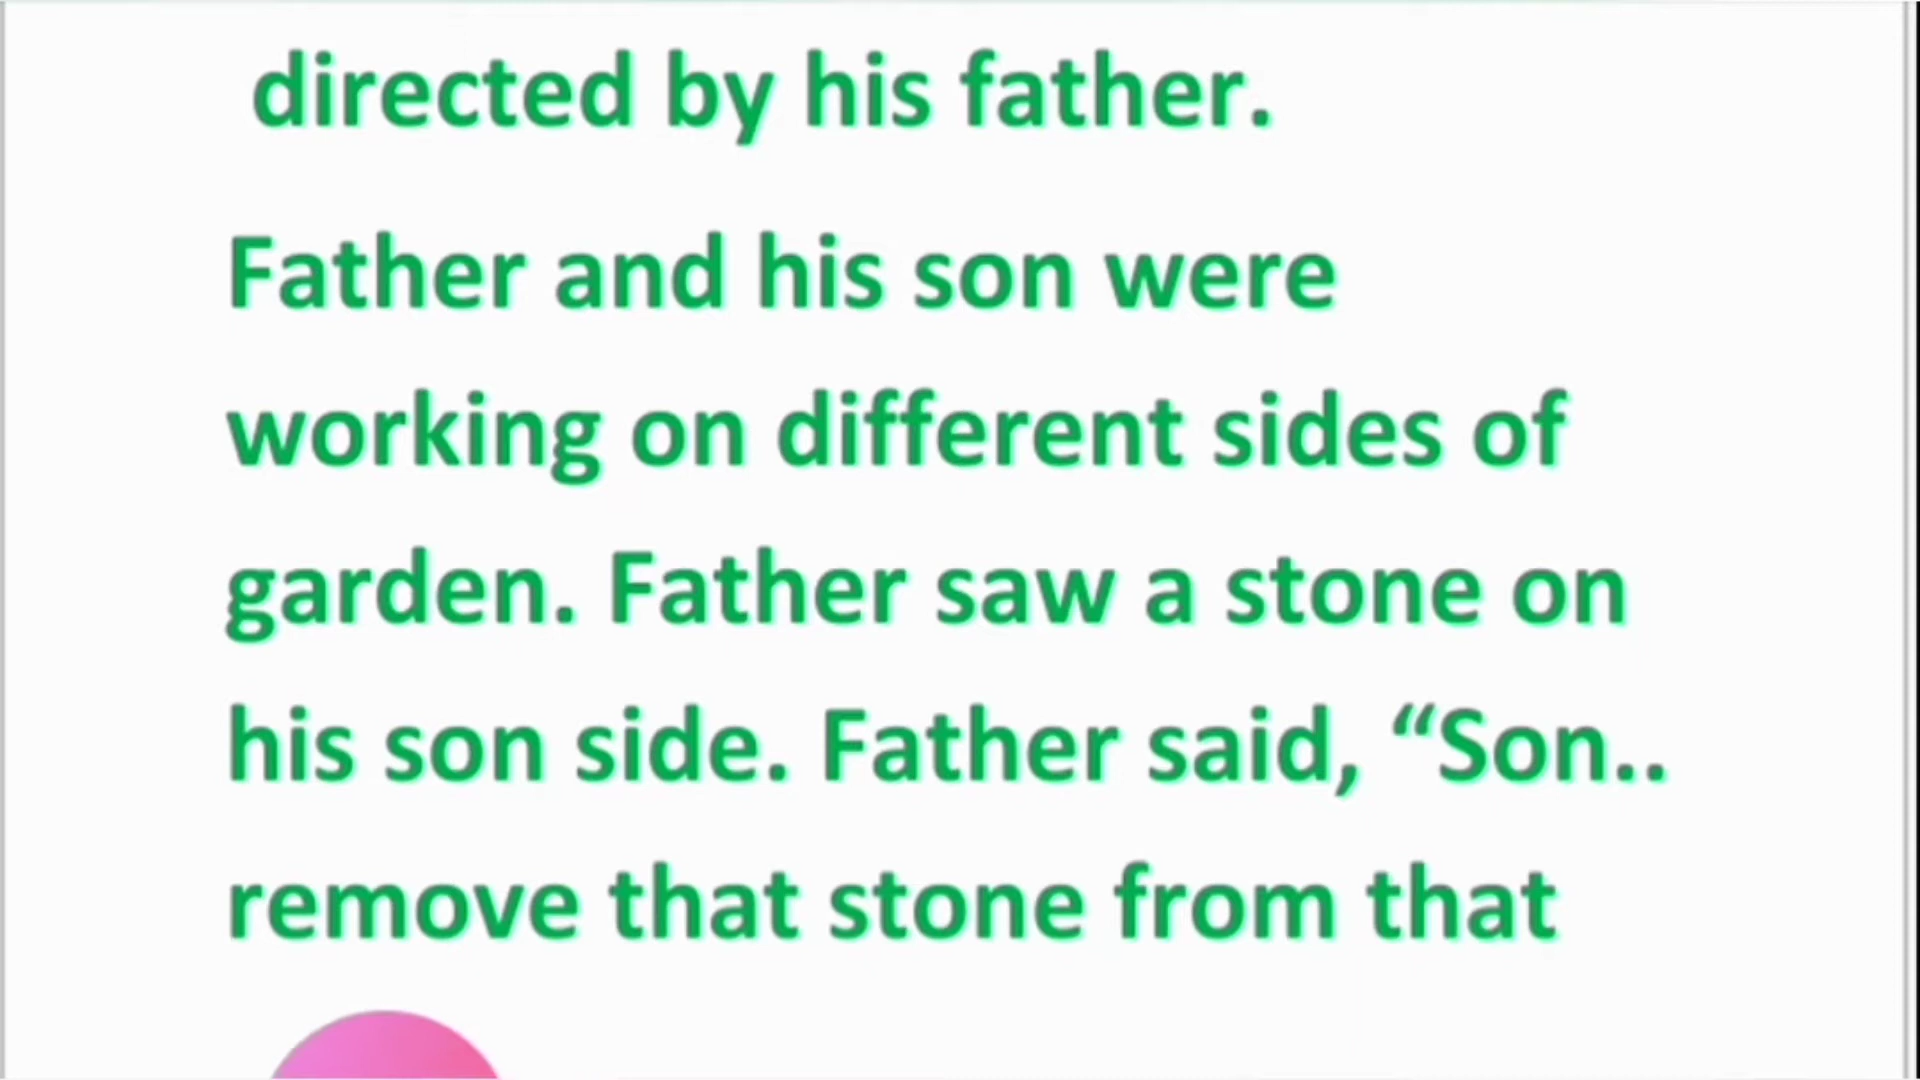 directed by his father.
Father and his son were
working on different sides of
garden. Father saw a stone on
his son side. Father said, “Son..
remove that stone from that